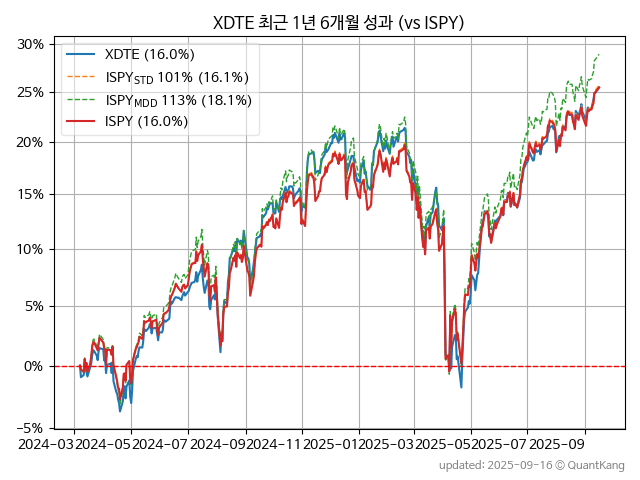 XDTE 최근 1년 6개월 성과 (vs ISPY)
30%
25%
20%
15%
10%
5%
0%
−5%
XDTE (16.0%)
ISPY_STD 101% (16.1%)
ISPY_MDD 113% (18.1%)
ISPY (16.0%)
2024-03 2024-05 2024-07 2024-09 2024-11 2025-01 2025-03 2025-05 2025-07 2025-09
updated: 2025-09-16 © QuantKang